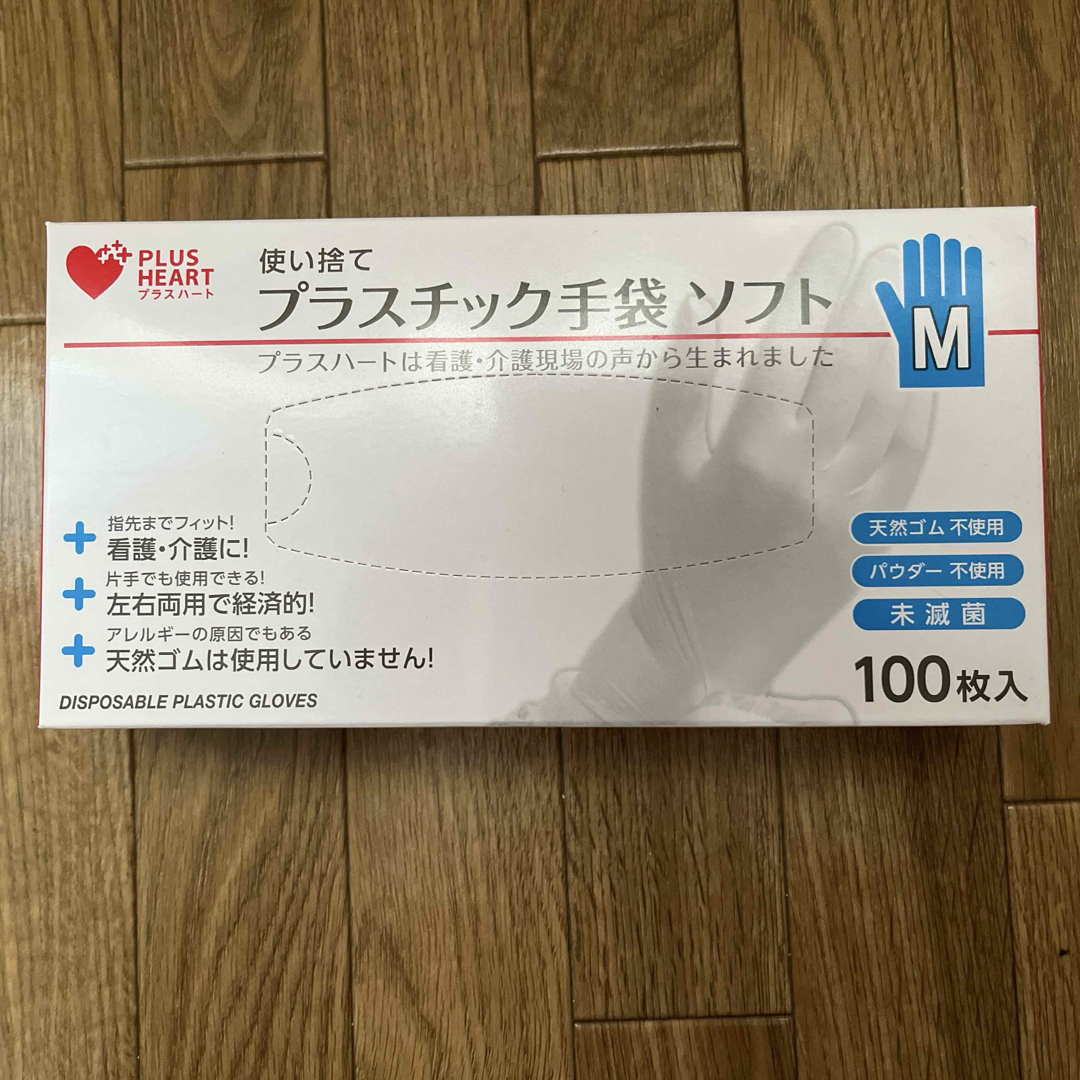 PLUS
HEART
プラスハート
使い捨て
プラスチック手袋 ソフト
M
プラスハートは看護・介護現場の声から生まれました
指先までフィット!
看護・介護に!
片手でも使用できる!
左右両用で経済的!
アレルギーの原因でもある
天然ゴムは使用していません!
DISPOSABLE PLASTIC GLOVES
天然ゴム 不使用
パウダー 不使用
未滅菌
100枚入